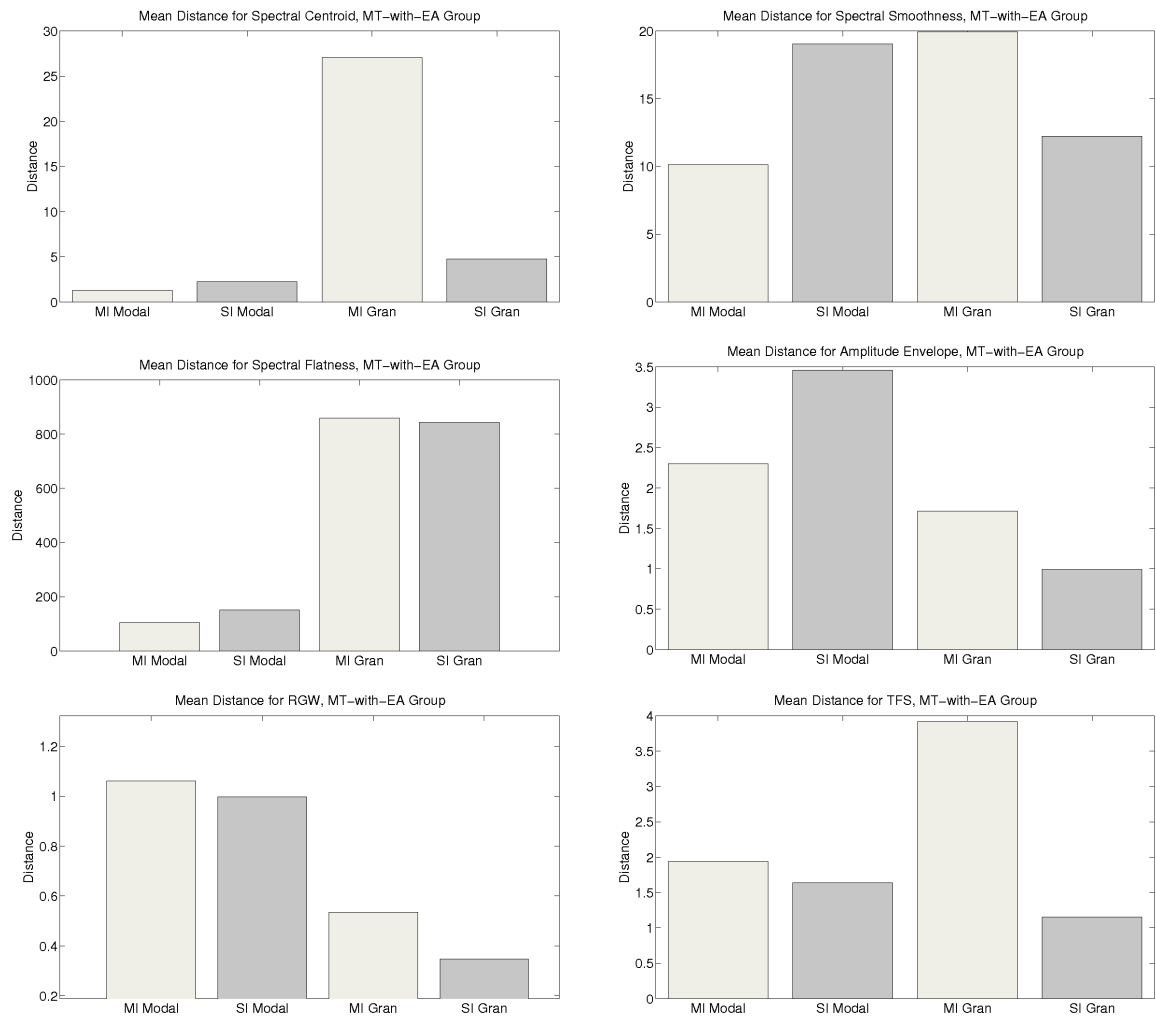 Mean Distance for Spectral Centroid, MT−with−EA Group
30
25
20
15
10
5
0
Distance
MI Modal SI Modal MI Gran SI Gran
Mean Distance for Spectral Smoothness, MT−with−EA Group
20
15
10
5
0
Distance
MI Modal SI Modal MI Gran SI Gran
Mean Distance for Spectral Flatness, MT−with−EA Group
1000
800
600
400
200
0
Distance
MI Modal SI Modal MI Gran SI Gran
Mean Distance for Amplitude Envelope, MT−with−EA Group
3.5
3
2.5
2
1.5
1
0.5
0
Distance
MI Modal SI Modal MI Gran SI Gran
Mean Distance for RGW, MT−with−EA Group
1.2
1
0.8
0.6
0.4
0.2
Distance
MI Modal SI Modal MI Gran SI Gran
Mean Distance for TFS, MT−with−EA Group
4
3.5
3
2.5
2
1.5
1
0.5
0
Distance
MI Modal SI Modal MI Gran SI Gran